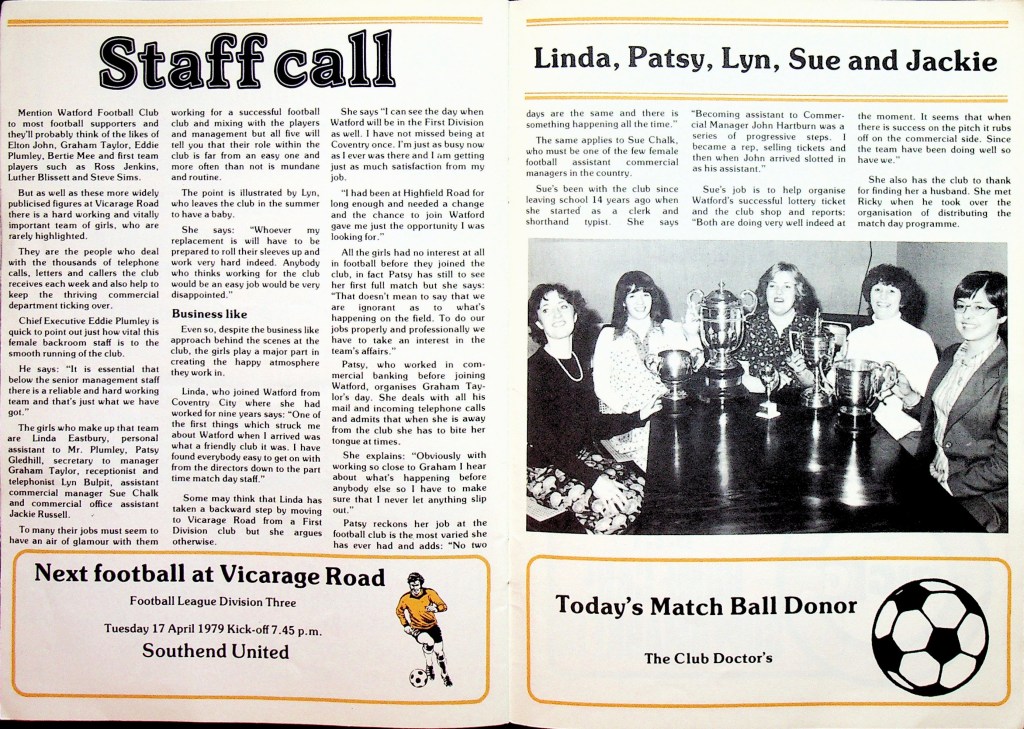 Staff call
Mention Watford Football Club
to most football supporters and
they'll probably think of the likes of
Elton John, Graham Taylor, Eddie
Plumley, Bertie Mee and first team
players such as Ross Jenkins,
Luther Blissett and Steve Sims.
But as well as these more widely
publicised figures at Vicarage Road
there is a hard working and vitally
important team of girls, who are
rarely highlighted.
They are the people who deal
with the thousands of telephone
calls, letters and callers the club
receives each week and also help to
keep the thriving commercial
department ticking over.
Chief Executive Eddie Plumley is
quick to point out just how vital this
female backroom staff is to the
smooth running of the club.
He says: "It is essential that
below the senior management staff
there is a reliable and hard working
team and that's just what we have
got."
The girls who make up that team
are Linda Eastbury, personal
assistant to Mr. Plumley, Patsy
Gledhill, secretary to manager
Graham Taylor, receptionist and
telephonist Lyn Bulpit, assistant
commercial manager Sue Chalk
and commercial office assistant
Jackie Russell.
To many their jobs must seem to
have an air of glamour with them
working for a successful football
club and mixing with the players
and management but all five will
tell you that their role within the
club is far from an easy one and
more often than not is mundane
and routine.
The point is illustrated by Lyn,
who leaves the club in the summer
to have a baby.
She says: "Whoever my
replacement is will have to be
prepared to roll their sleeves up and
work very hard indeed. Anybody
who thinks working for the club
would be an easy job would be very
disappointed."
Business like
Even so, despite the business like
approach behind the scenes at the
club, the girls play a major part in
creating the happy atmosphere
they work in.
Linda, who joined Watford from
Coventry City where she had
worked for nine years says: "One of
the first things which struck me
about Watford when I arrived was
what a friendly club it was. I have
found everybody easy to get on with
from the directors down to the part
time match day staff."
Some may think that Linda has
taken a backward step by moving
to Vicarage Road from a First
Division club but she argues
otherwise.
She says "I can see the day when
Watford will be in the First Division
as well. I have not missed being at
Coventry once. I'm just as busy now
as I ever was there and I am getting
just as much satisfaction from my
job.
"I had been at Highfield Road for
long enough and needed a change
and the chance to join Watford
gave me just the opportunity I was
looking for."
All the girls had no interest at all
in football before they joined the
club, in fact Patsy has still to see
her first full match but she says:
"That doesn't mean to say that we
are ignorant as to what's
happening on the field. To do our
jobs properly and professionally we
have to take an interest in the
team's affairs."
Patsy, who worked in com-
mercial banking before joining
Watford, organises Graham Tay-
lor's day. She deals with all his
mail and incoming telephone calls
and admits that when she is away
from the club she has to bite her
tongue at times.
She explains: "Obviously with
working so close to Graham I hear
about what's happening before
anybody else so I have to make
sure that I never let anything slip
out."
Patsy reckons her job at the
football club is the most varied she
has ever had and adds: "No two
Next football at Vicarage Road
Football League Division Three
Tuesday 17 April 1979 Kick-off 7.45 p.m.
Southend United
Linda, Patsy, Lyn, Sue and Jackie
days are the same and there is
something happening all the time."
The same applies to Sue Chalk,
who must be one of the few female
football assistant commercial
managers in the country.
Sue's been with the club since
leaving school 14 years ago when
she started as a clerk and
shorthand typist. She says
"Becoming assistant to Commer-
cial Manager John Hartburn was a
series of progressive steps. I
became a rep, selling tickets and
then when John arrived slotted in
as his assistant."
Sue's job is to help organise
Watford's successful lottery ticket
and the club shop and reports:
"Both are doing very well indeed at
the moment. It seems that when
there is success on the pitch it rubs
off on the commercial side. Since
the team have been doing well so
have we."
She also has the club to thank
for finding her a husband. She met
Ricky when he took over the
organisation of distributing the
match day programme.
Today's Match Ball Donor
The Club Doctor's